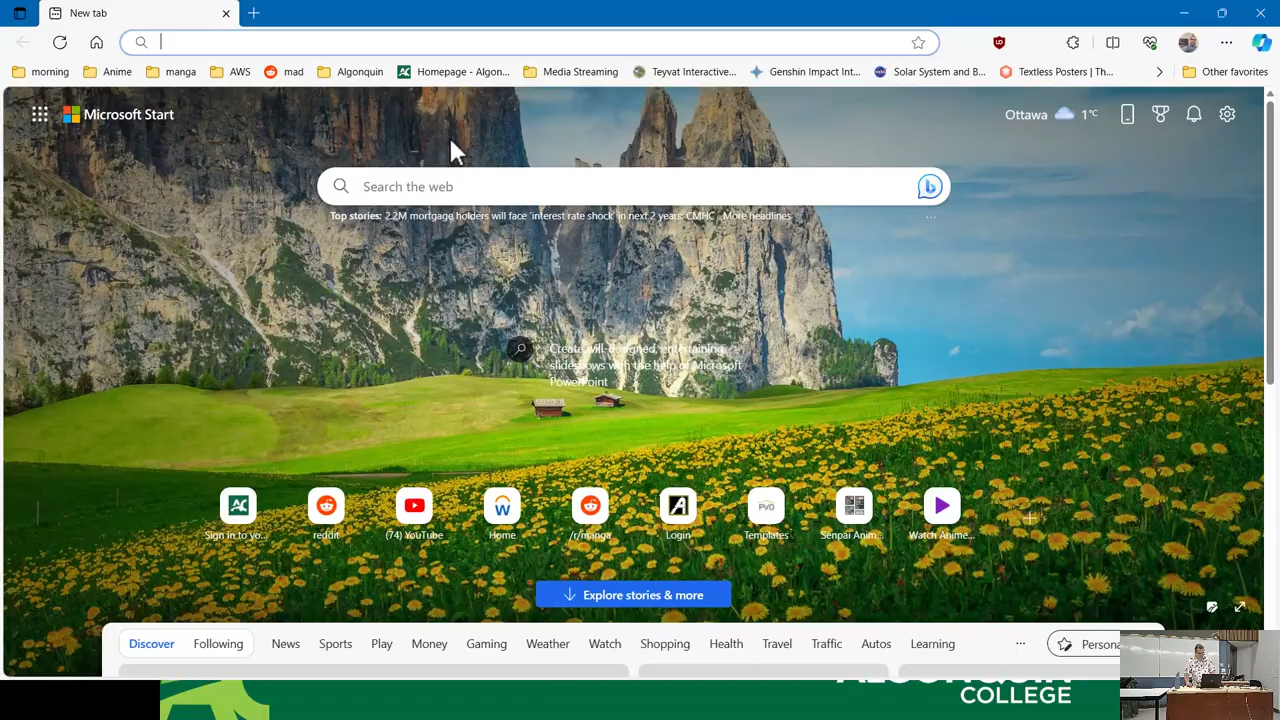 New tab
morning
Anime
manga
AWS
mad
Algonquin
Homepage - Algon...
Media Streaming
Teyvat Interactive...
Genshin Impact Int...
Solar System and B...
Textless Posters | Th...
Other favorites
Microsoft Start
Ottawa
1°C
Search the web
Top stories: 2.2M mortgage holders will face 'interest rate shock' in next 2 years: CMHC
More headlines
Create will-designed, entertaining
slideshows with the help of Microsoft
PowerPoint
Sign in to yo...
reddit
(74) YouTube
Home
/r/manga
Login
PVO
Templates
Senpai Anim...
Watch Anime...
Explore stories & more
Discover
Following
News
Sports
Play
Money
Gaming
Weather
Watch
Shopping
Health
Travel
Traffic
Autos
Learning
Persona
COLLEGE